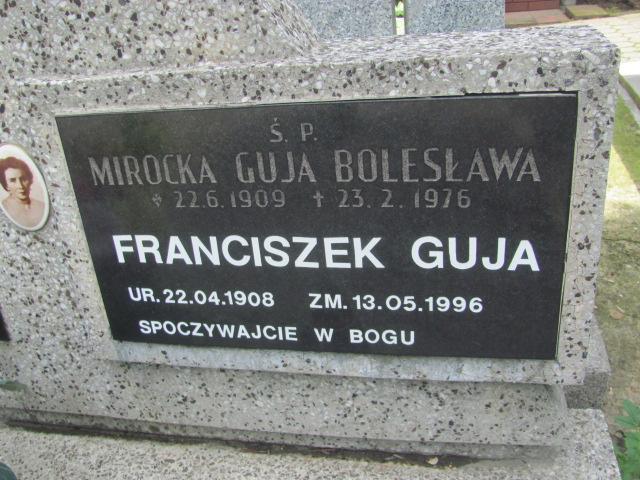 Ś. P.
MIROCKA GUJA BOLESŁAWA
* 22.6.1909 ✝ 23.2.1976
FRANCISZEK GUJA
UR. 22.04.1908 ZM. 13.05.1996
SPOCZYWAJCIE W BOGU